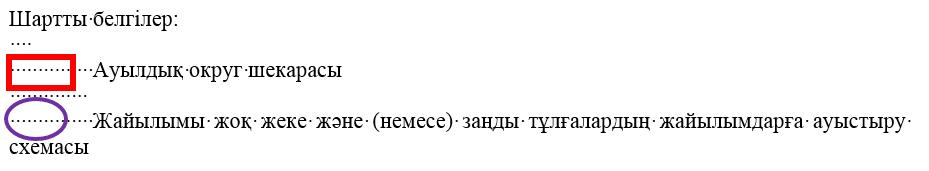 Шартты белгілер:
Ауылдық округ шекарасы
Жайылымы жоқ жеке және (немесе) заңды тұлғалардың жайылымдарға ауыстыру
схемасы